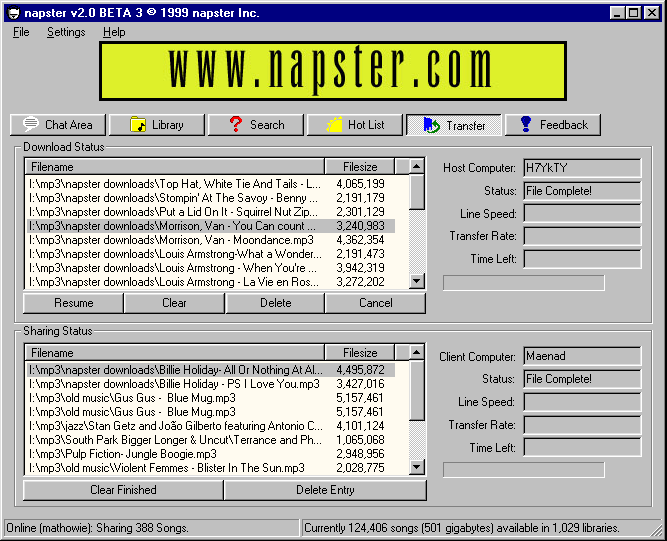 napster v2.0 BETA 3 © 1999 napster Inc.
File Settings Help
www.napster.com
Chat Area Library Search Hot List Transfer Feedback
Download Status
Filename Filesize
I:\mp3\napster downloads\Top Hat, White Tie And Tails - L... 4,065,199
I:\mp3\napster downloads\Stompin' At The Savoy - Benny ... 2,191,179
I:\mp3\napster downloads\Put a Lid On It - Squirrel Nut Zip... 2,301,129
I:\mp3\napster downloads\Morrison, Van - You Can count ... 3,240,983
I:\mp3\napster downloads\Morrison, Van - Moondance.mp3 4,362,354
I:\mp3\napster downloads\Louis Armstrong-What a Wonder... 2,191,473
I:\mp3\napster downloads\Louis Armstrong - When You're ... 3,942,319
I:\mp3\napster downloads\Louis Armstrong - La Vie en Ros... 3,272,202
Resume Clear Delete Cancel
Host Computer: H7YkTY
Status: File Complete!
Line Speed:
Transfer Rate:
Time Left:
Sharing Status
Filename Filesize
I:\mp3\napster downloads\Billie Holiday- All Or Nothing At Al... 4,495,872
I:\mp3\napster downloads\Billie Holiday - PS I Love You.mp3 3,427,016
I:\mp3\old music\Gus Gus - Blue Mug.mp3 5,157,461
I:\mp3\old music\Gus Gus - Blue Mug.mp3 5,157,461
I:\mp3\jazz\Stan Getz and João Gilberto featuring Antonio C... 4,101,124
I:\mp3\South Park Bigger Longer & Uncut\Terrance and Ph... 1,065,068
I:\mp3\Pulp Fiction- Jungle Boogie.mp3 2,948,956
I:\mp3\old music\Violent Femmes - Blister In The Sun.mp3 2,028,775
Clear Finished Delete Entry
Client Computer: Maenad
Status: File Complete!
Line Speed:
Transfer Rate:
Time Left:
Online (mathowie): Sharing 388 Songs. Currently 124,406 songs (501 gigabytes) available in 1,029 libraries.